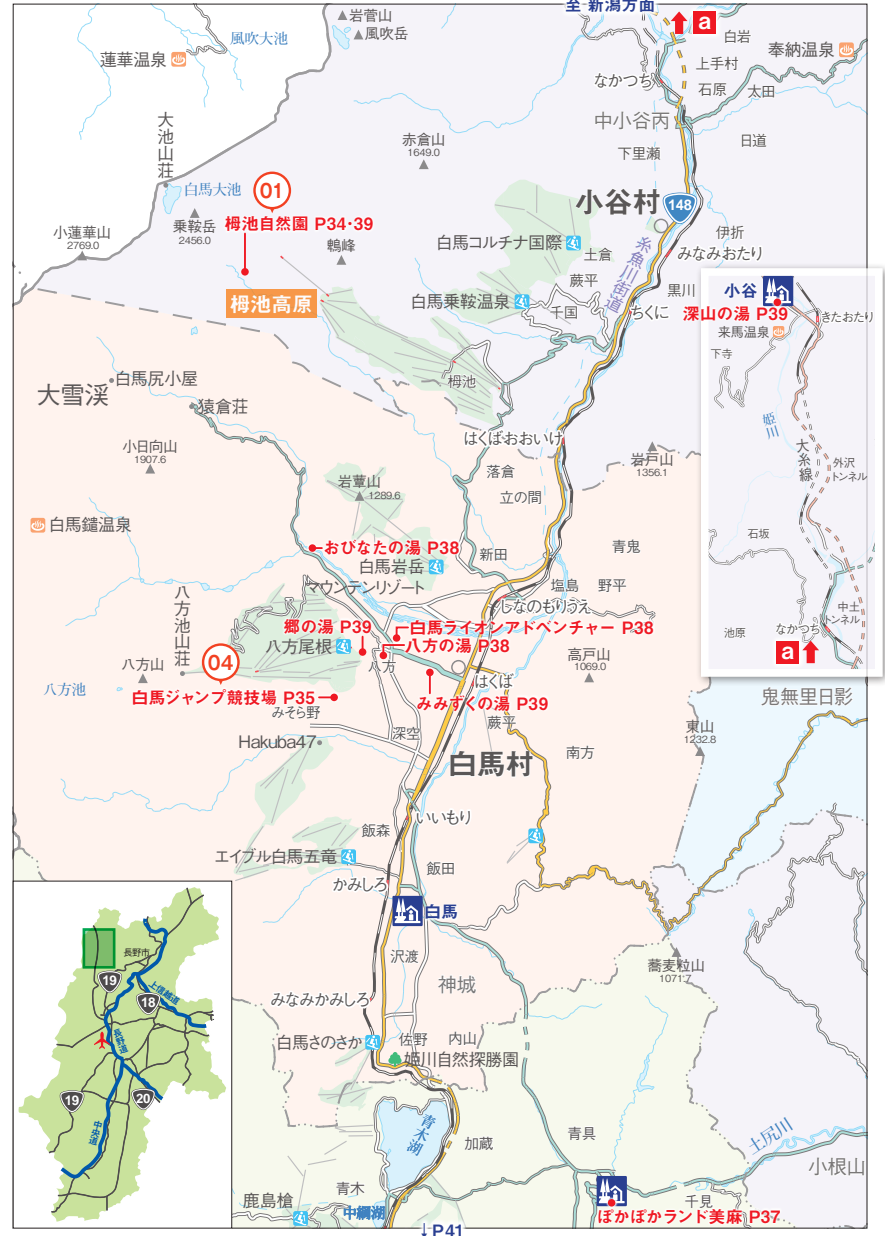 至 新潟方面
a
岩菅山
風吹岳
風吹大池
蓮華温泉
白岩
奉納温泉
上手村
なかつち
石原
太田
中小谷丙
日道
下里瀬
大池山荘
赤倉山
1649.0
白馬大池
01
乗鞍岳
2456.0
栂池自然園 P34・39
小蓮華山
2769.0
鵯峰
栂池高原
小谷村
148
白馬コルチナ国際
土倉
蕨平
糸魚川街道
伊折
みなみおたり
黒川
白馬乗鞍温泉
千国
ちくに
栂池
小谷
深山の湯 P39
きたおたり
来馬温泉
下寺
姫川
大糸線
外沢
トンネル
石坂
中土
トンネル
なかつち
池原
a
大雪渓
白馬尻小屋
猿倉荘
はくばおおいけ
小日向山
1907.6
岩戸山
1356.1
落倉
岩蕈山
1289.6
立の間
白馬鑓温泉
おびなたの湯 P38
白馬岩岳
マウンテンリゾート
新田
青鬼
塩島
野平
しなのもりうえ
八方池山荘
郷の湯 P39
白馬ライオンアドベンチャー P38
八方の湯 P38
八方尾根
八方
八方山
04
高戸山
1069.0
はくば
八方池
白馬ジャンプ競技場 P35
みそら野
みみずくの湯 P39
蕨平
鬼無里日影
東山
1232.8
深空
Hakuba47
白馬村
南方
いいもり
飯森
エイブル白馬五竜
飯田
かみしろ
白馬
沢渡
神城
蕎麦粒山
1071.7
みなみかみしろ
白馬さのさか
佐野
内山
姫川自然探勝園
青木湖
加蔵
青具
土尻川
小根山
鹿島槍
青木
中綱湖
千見
ぽかぽかランド美麻 P37
↓P41
長野市
19
18
上信越道
長野道
19
20
中央道